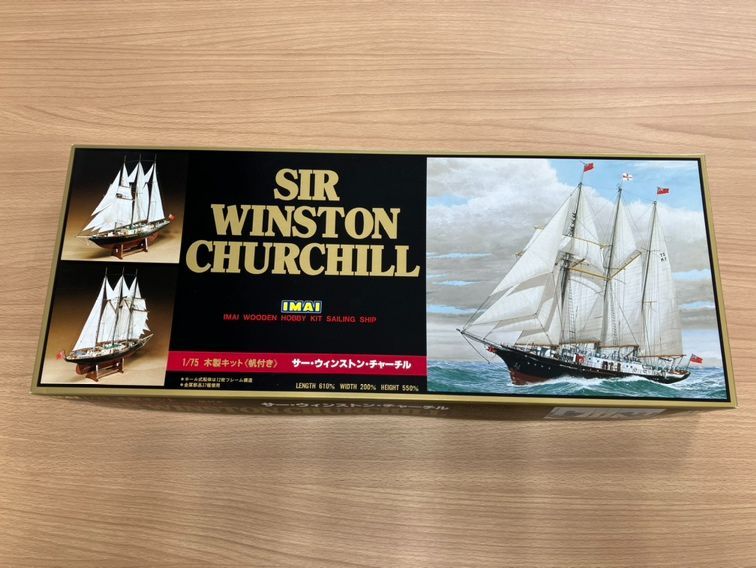 SIR
WINSTON
CHURCHILL
IMAI
IMAI WOODEN HOBBY KIT SAILING SHIP
1/75 木製キット〈帆付き〉 サー・ウィンストン・チャーチル
LENGTH 610% WIDTH 200% HEIGHT 550%
サー・ウィンストン・チャーチル